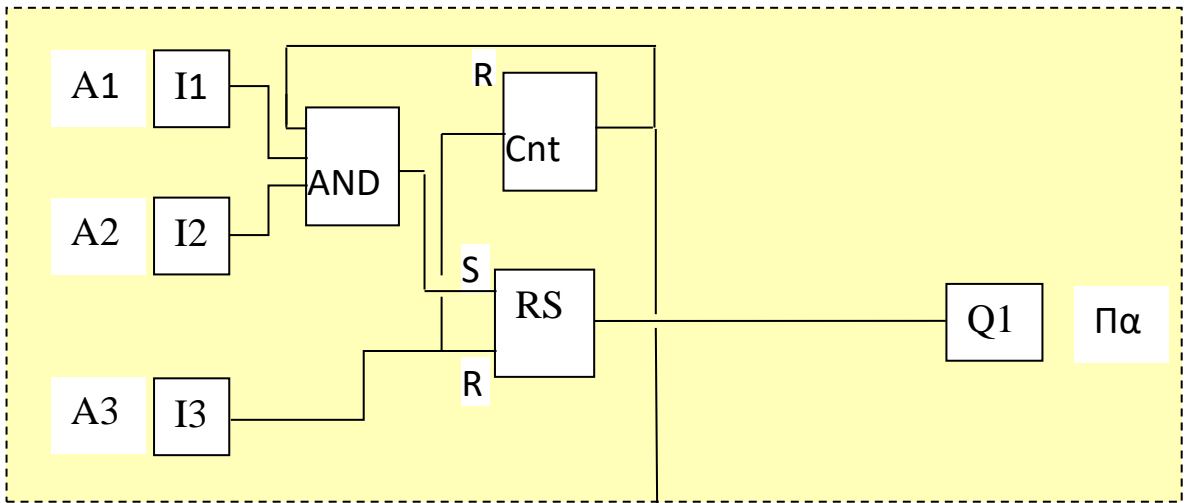 A1 I1
R
Cnt
AND
A2 I2
S
RS
Q1 Πα
R
A3 I3